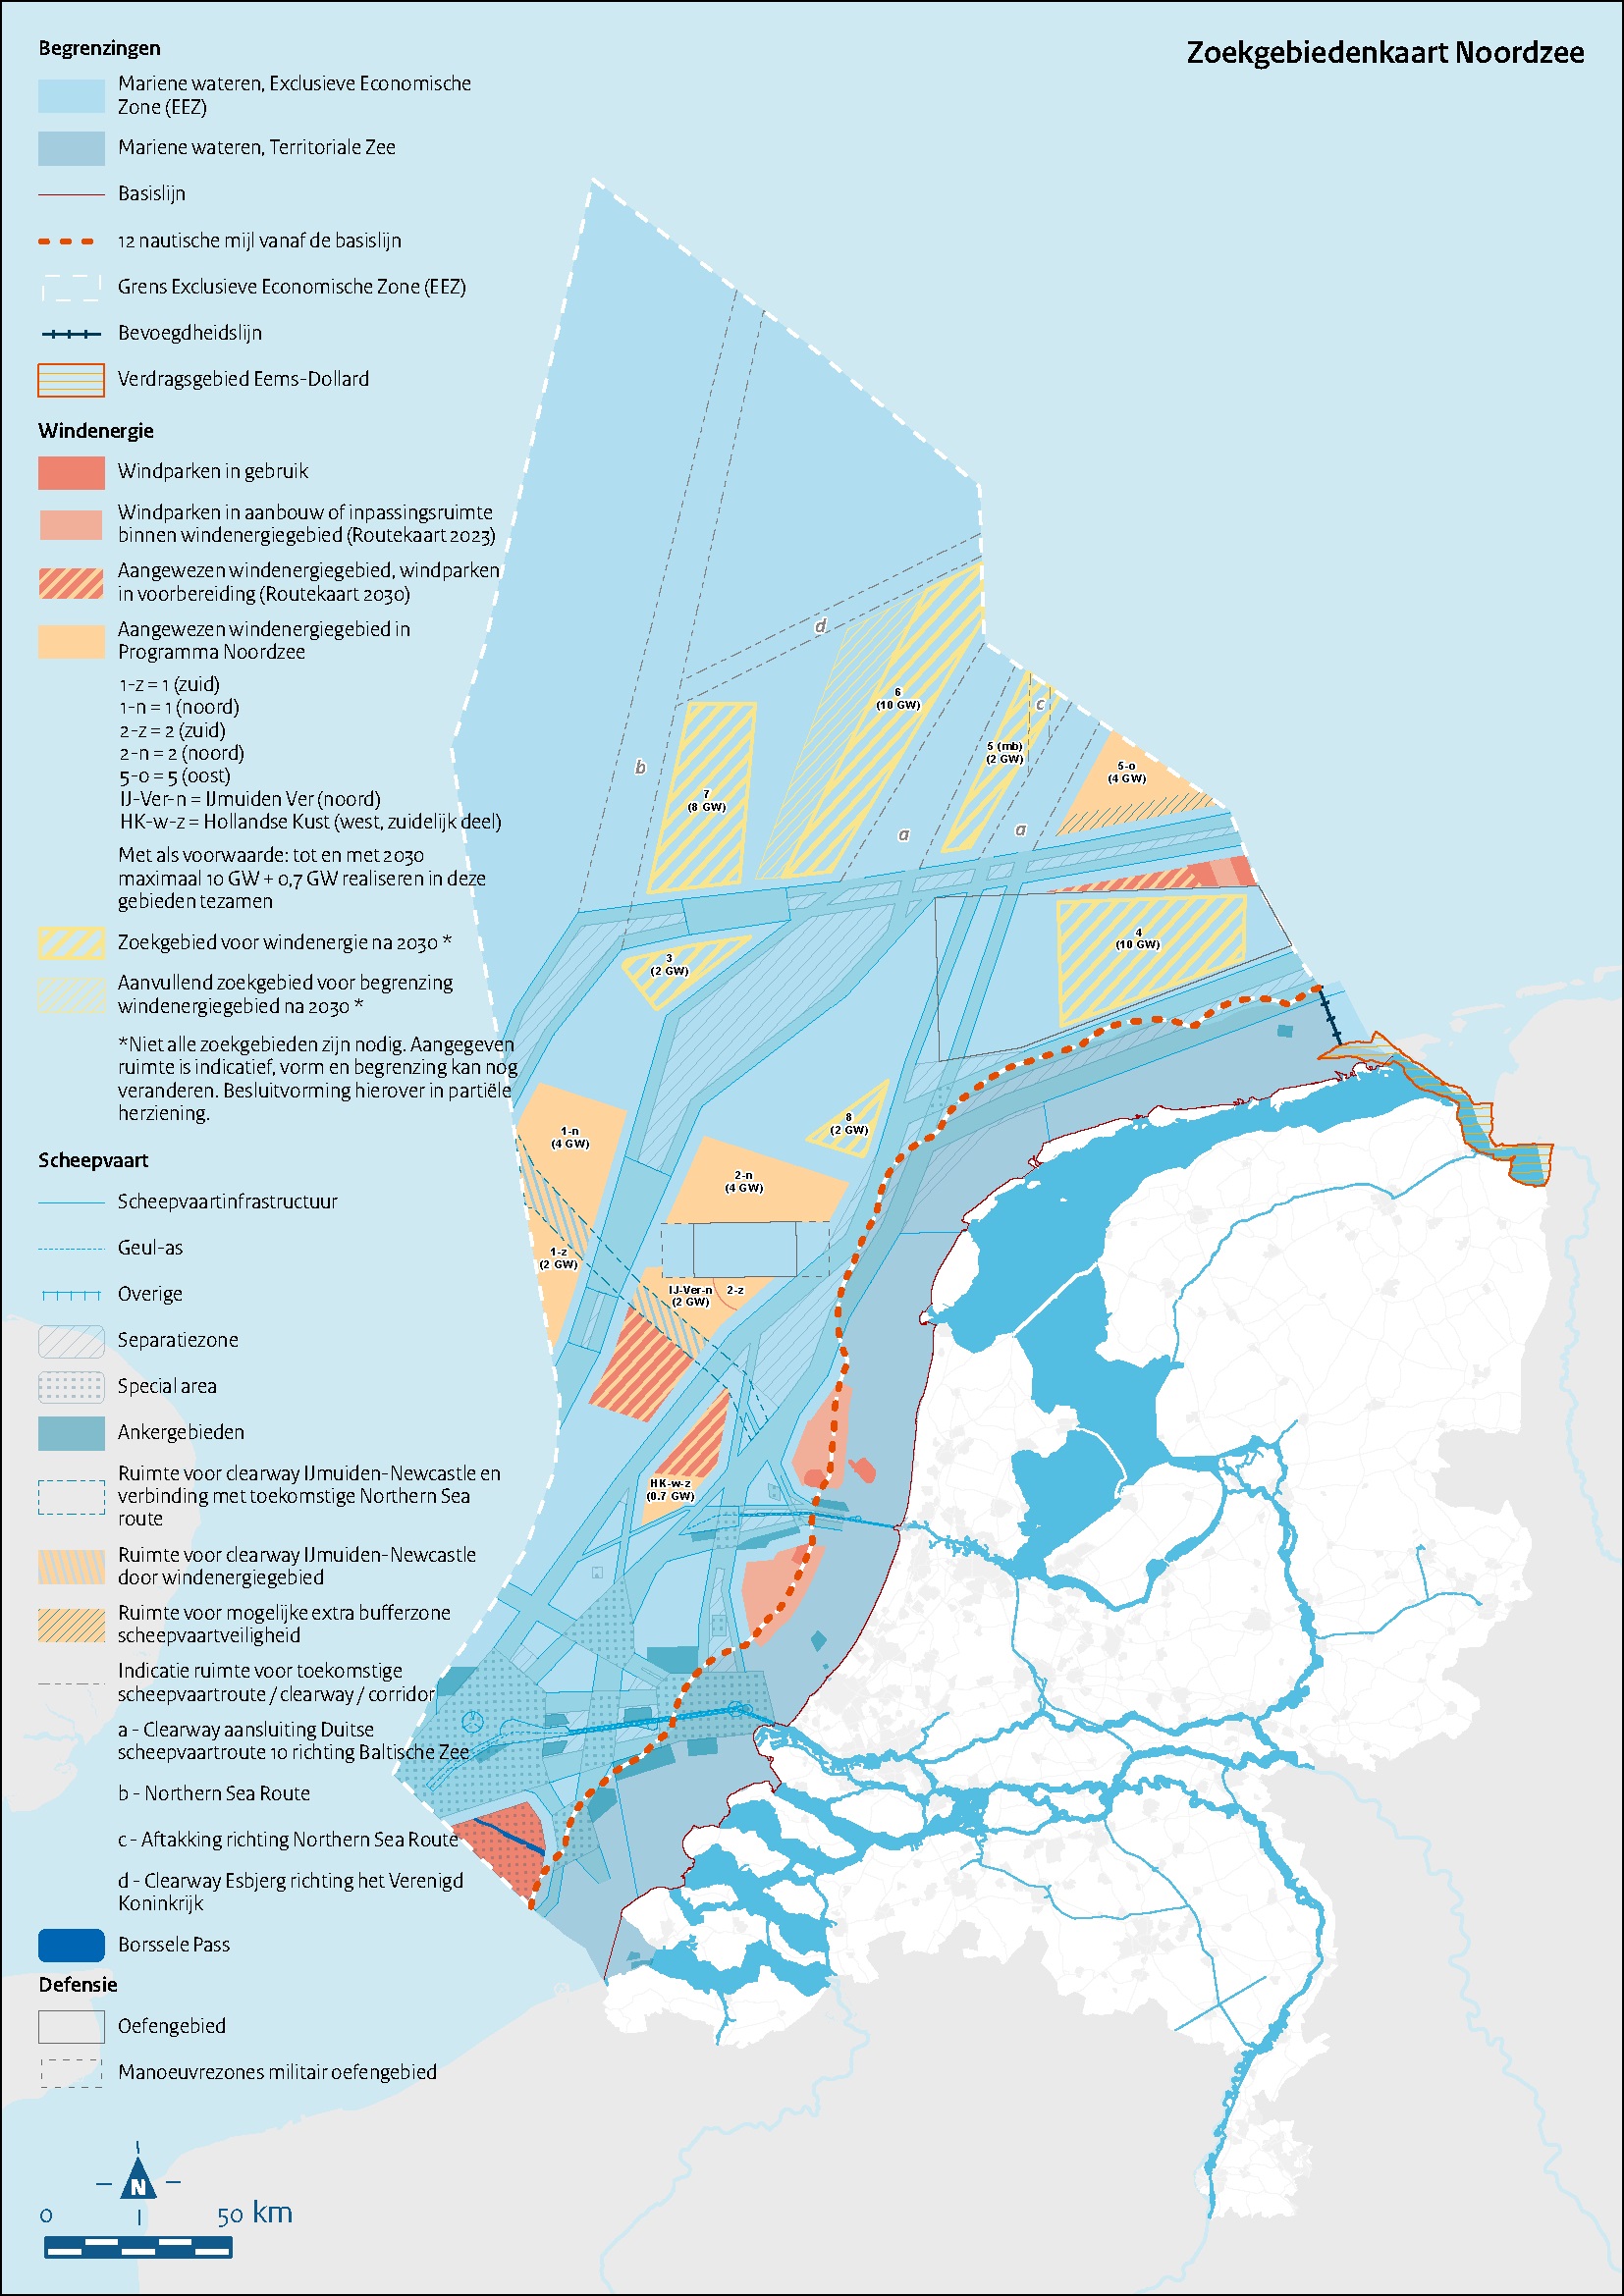 Zoekgebiedenkaart Noordzee
Begrenzingen
Mariene wateren, Exclusieve Economische
Zone (EEZ)
Mariene wateren, Territoriale Zee
Basislijn
12 nautische mijl vanaf de basislijn
Grens Exclusieve Economische Zone (EEZ)
Bevoegdheidslijn
Verdragsgebied Eems-Dollard
Windenergie
Windparken in gebruik
Windparken in aanbouw of inpassingsruimte
binnen windenergiegebied (Routekaart 2023)
Aangewezen windenergiegebied, windparken
in voorbereiding (Routekaart 2030)
Aangewezen windenergiegebied in
Programma Noordzee
1-z = 1 (zuid)
1-n = 1 (noord)
2-z = 2 (zuid)
2-n = 2 (noord)
5-o = 5 (oost)
IJ-Ver-n = IJmuiden Ver (noord)
HK-w-z = Hollandse Kust (west, zuidelijk deel)
Met als voorwaarde: tot en met 2030
maximaal 10 GW + 0,7 GW realiseren in deze
gebieden tezamen
Zoekgebied voor windenergie na 2030 *
Aanvullend zoekgebied voor begrenzing
windenergiegebied na 2030 *
*Niet alle zoekgebieden zijn nodig. Aangegeven
ruimte is indicatief, vorm en begrenzing kan nog
veranderen. Besluitvorming hierover in partiële
herziening.
Scheepvaart
Scheepvaartinfrastructuur
Geul-as
Overige
Separatiezone
Special area
Ankergebieden
Ruimte voor clearway IJmuiden-Newcastle en
verbinding met toekomstige Northern Sea
route
Ruimte voor clearway IJmuiden-Newcastle
door windenergiegebied
Ruimte voor mogelijke extra bufferzone
scheepvaartveiligheid
Indicatie ruimte voor toekomstige
scheepvaartroute / clearway / corridor
a - Clearway aansluiting Duitse
scheepvaartroute 10 richting Baltische Zee
b - Northern Sea Route
c - Aftakking richting Northern Sea Route
d - Clearway Esbjerg richting het Verenigd
Koninkrijk
Borssele Pass
Defensie
Oefengebied
Manoeuvrezones militair oefengebied
N
0 50 km
d
6
(10 GW)
c
5 (mb)
(2 GW)
5-o
(4 GW)
b
7
(8 GW)
a
a
4
(10 GW)
3
(2 GW)
8
(2 GW)
1-n
(4 GW)
2-n
(4 GW)
1-z
(2 GW)
IJ-Ver-n
(2 GW)
2-z
HK-w-z
(0.7 GW)